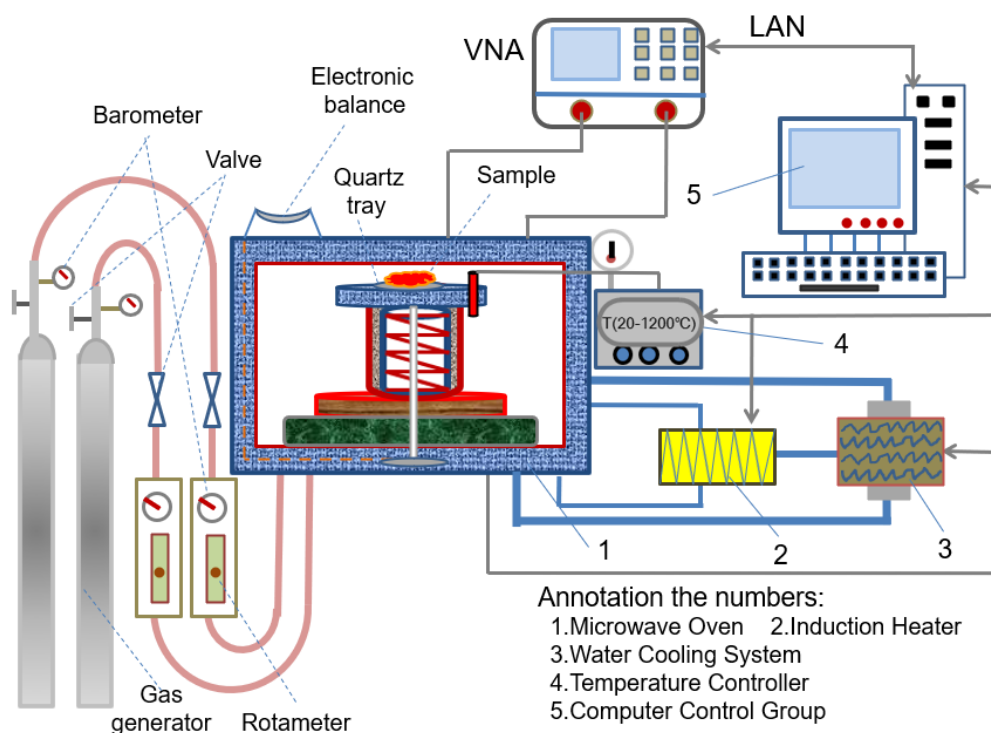 VNA
LAN
Electronic
balance
Barometer
Valve
Quartz
tray
Sample
5
T(20-1200℃)
4
1
2
3
Gas
generator
Rotameter
Annotation the numbers:
1.Microwave Oven 2.Induction Heater
3.Water Cooling System
4.Temperature Controller
5.Computer Control Group